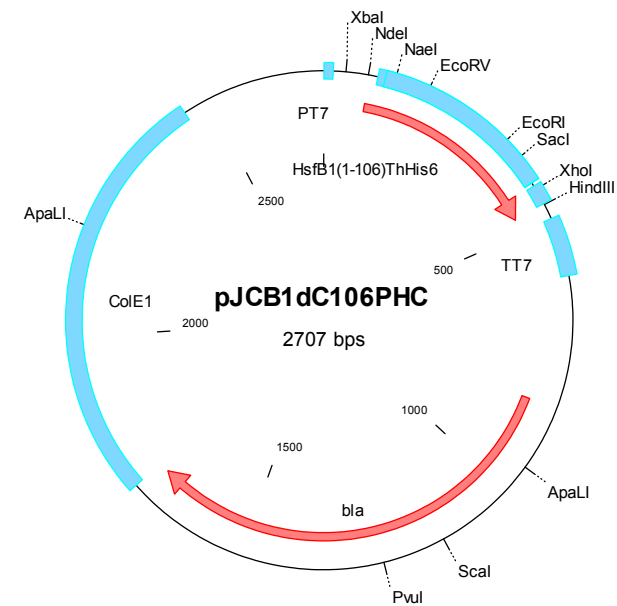 XbaI
NdeI
NaeI
EcoRV
PT7
EcoRI
SacI
HsfB1(1-106)ThHis6
XhoI
HindIII
2500
ApaLI
500
TT7
ColE1
pJCB1dC106PHC
2000
2707 bps
1000
1500
ApaLI
bla
ScaI
PvuI